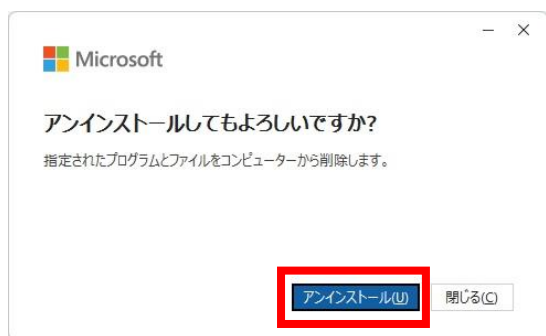 Microsoft
アンインストールしてもよろしいですか?
指定されたプログラムとファイルをコンピューターから削除します。
アンインストール(U) 閉じる(C)